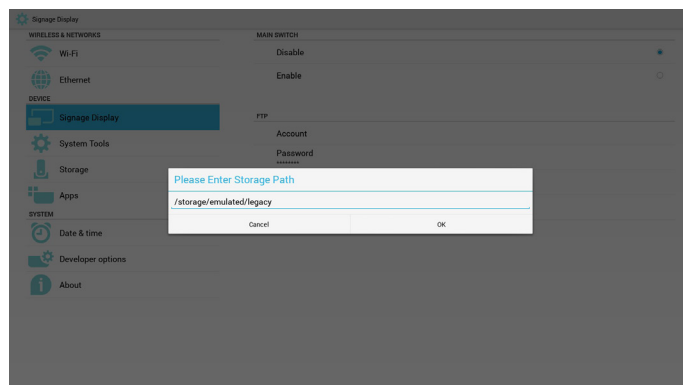 Signage Display
WIRELESS & NETWORKS
Wi-Fi
Ethernet
DEVICE
Signage Display
System Tools
Storage
Apps
SYSTEM
Date & time
Developer options
About
MAIN SWITCH
Disable
Enable
FTP
Account
Password
********
Please Enter Storage Path
/storage/emulated/legacy
Cancel
OK